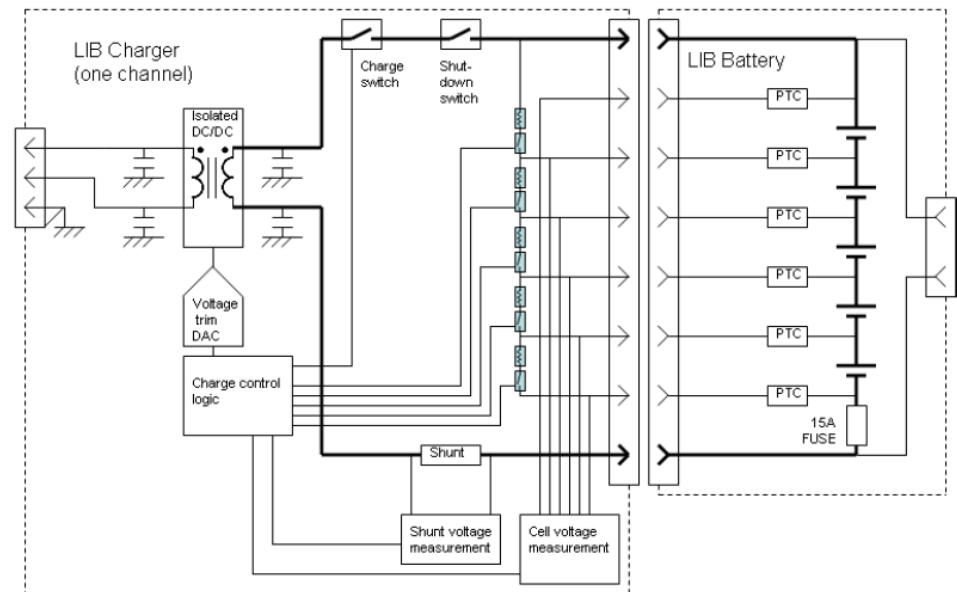 LIB Charger
(one channel)
Charge
switch
Shut-
down
switch
LIB Battery
Isolated
DC/DC
PTC
PTC
PTC
PTC
PTC
PTC
Voltage
trim
DAC
Charge control
logic
15A
FUSE
Shunt
Shunt voltage
measurement
Cell voltage
measurement